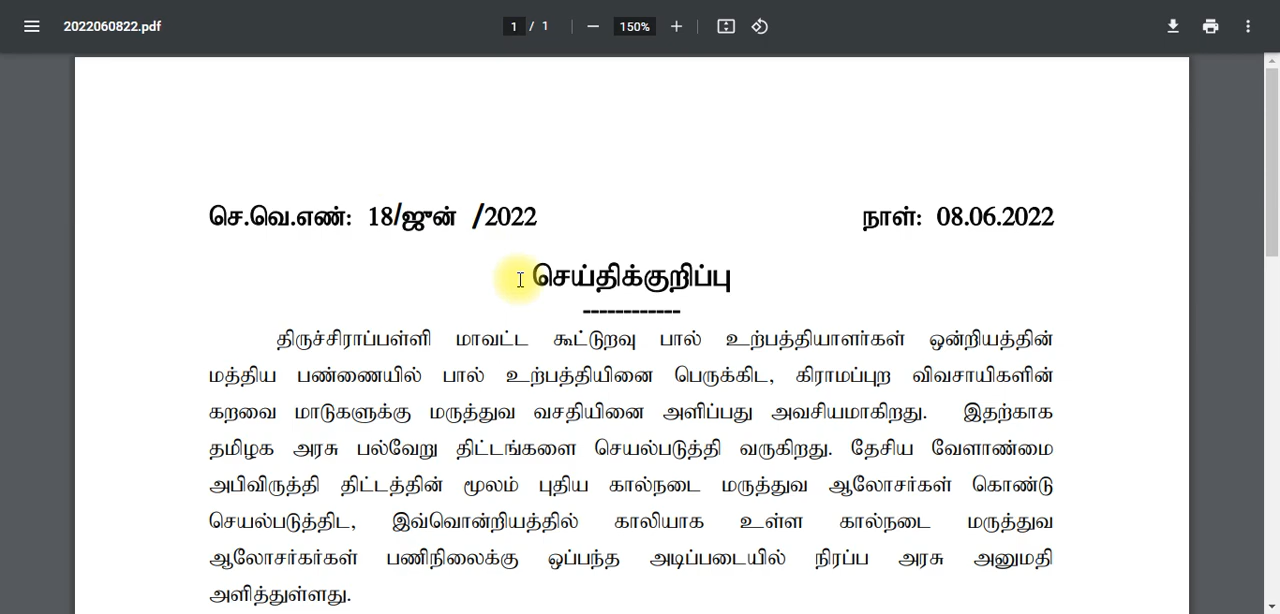 2022060822.pdf 1 / 1 150%
செ.வெ.எண்: 18/ஜுன் /2022 நாள்: 08.06.2022
செய்திக்குறிப்பு
------------
திருச்சிராப்பள்ளி மாவட்ட கூட்டுறவு பால் உற்பத்தியாளர்கள் ஒன்றியத்தின்
மத்திய பண்ணையில் பால் உற்பத்தியினை பெருக்கிட, கிராமப்புற விவசாயிகளின்
கறவை மாடுகளுக்கு மருத்துவ வசதியினை அளிப்பது அவசியமாகிறது. இதற்காக
தமிழக அரசு பல்வேறு திட்டங்களை செயல்படுத்தி வருகிறது. தேசிய வேளாண்மை
அபிவிருத்தி திட்டத்தின் மூலம் புதிய கால்நடை மருத்துவ ஆலோசர்கள் கொண்டு
செயல்படுத்திட, இவ்வொன்றியத்தில் காலியாக உள்ள கால்நடை மருத்துவ
ஆலோசர்கர்கள் பணிநிலைக்கு ஒப்பந்த அடிப்படையில் நிரப்ப அரசு அனுமதி
அளித்துள்ளது.